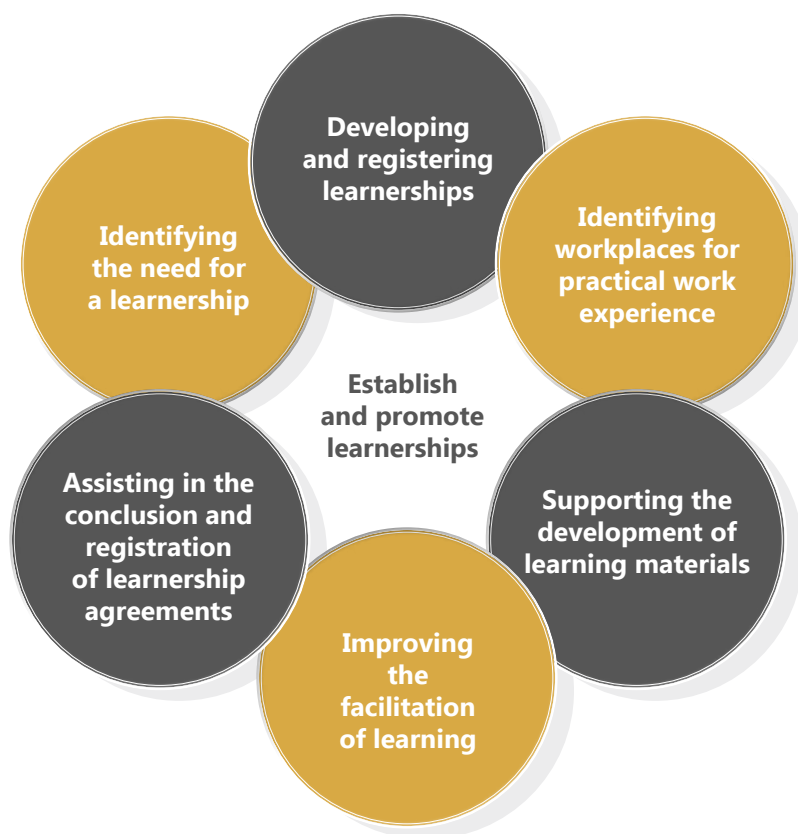 Developing
and registering
learnerships
Identifying
workplaces for
practical work
experience
Supporting the
development of
learning materials
Improving
the
facilitation
of learning
Assisting in the
conclusion and
registration
of learnership
agreements
Identifying
the need for
a learnership
Establish
and promote
learnerships